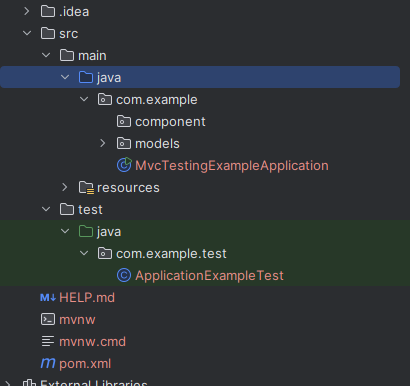 .idea
src
main
java
com.example
component
models
MvcTestingExampleApplication
resources
test
java
com.example.test
ApplicationExampleTest
M↓ HELP.md
mvnw
mvnw.cmd
m pom.xml
External Libraries